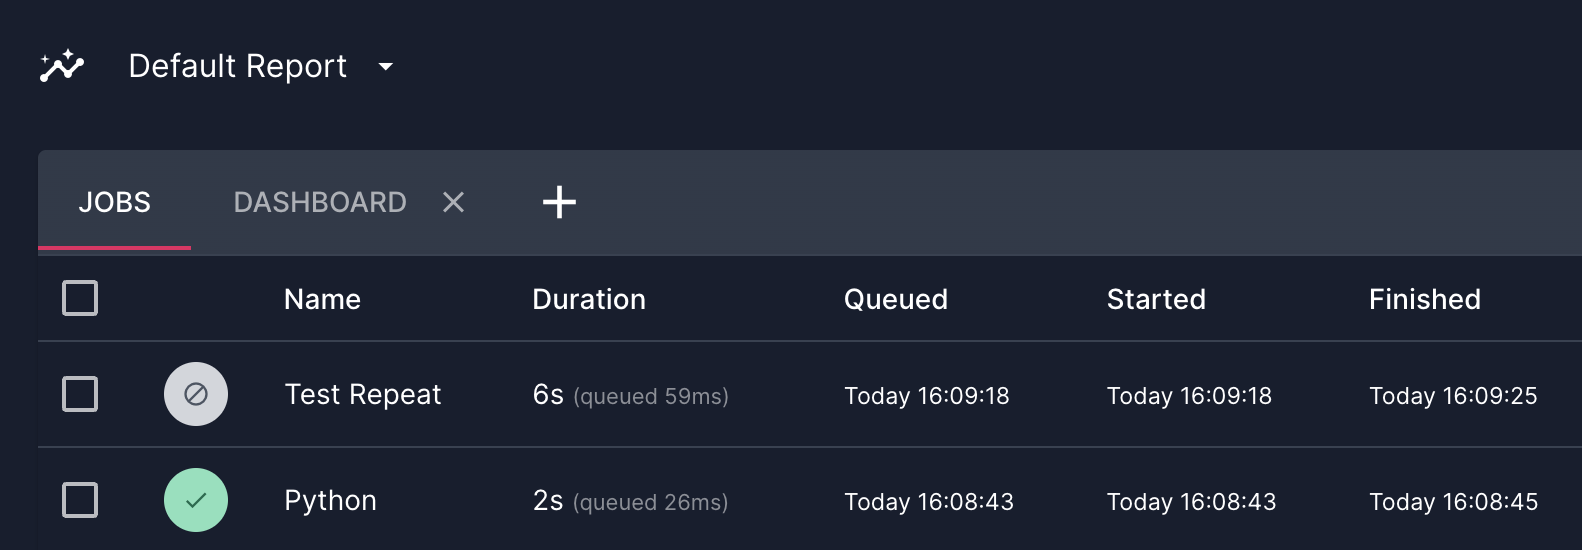 Default Report
JOBS DASHBOARD
Name Duration Queued Started Finished
Test Repeat 6s (queued 59ms) Today 16:09:18 Today 16:09:18 Today 16:09:25
Python 2s (queued 26ms) Today 16:08:43 Today 16:08:43 Today 16:08:45